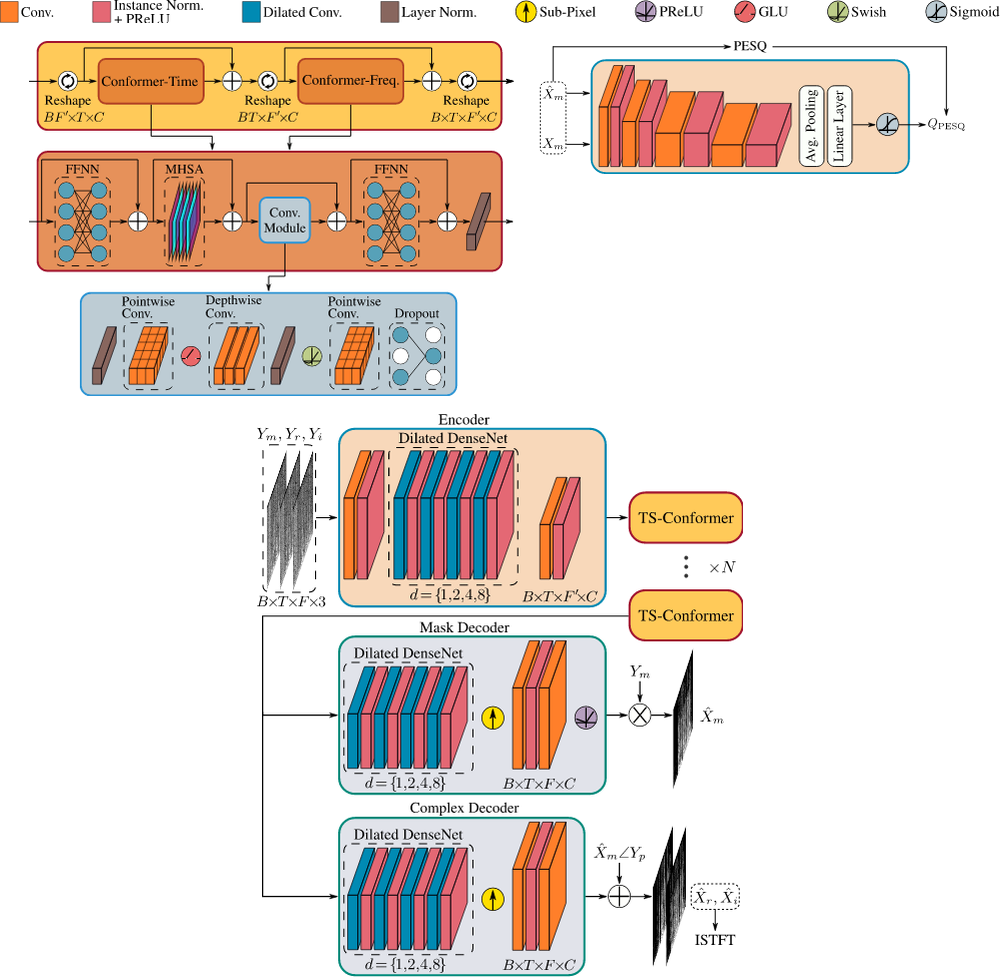 Conv.
Instance Norm.
+ PReLU
Dilated Conv.
Layer Norm.
Sub-Pixel
PReLU
GLU
Swish
Sigmoid
Conformer-Time
Conformer-Freq.
Reshape
BF′×T×C
Reshape
BT×F′×C
Reshape
B×T×F′×C
FFNN
MHSA
FFNN
Conv.
Module
Pointwise
Conv.
Depthwise
Conv.
Pointwise
Conv.
Dropout
PESQ
X̂ₘ
Xₘ
Avg. Pooling
Linear Layer
Q_PESQ
Encoder
Yₘ, Yᵣ, Yᵢ
Dilated DenseNet
B×T×F×3
d={1,2,4,8}
B×T×F′×C
TS-Conformer
⋮ ×N
TS-Conformer
Mask Decoder
Dilated DenseNet
d={1,2,4,8}
B×T×F×C
Yₘ
X̂ₘ
Complex Decoder
Dilated DenseNet
d={1,2,4,8}
B×T×F×C
X̂ₘ∠Yₚ
X̂ᵣ, X̂ᵢ
ISTFT